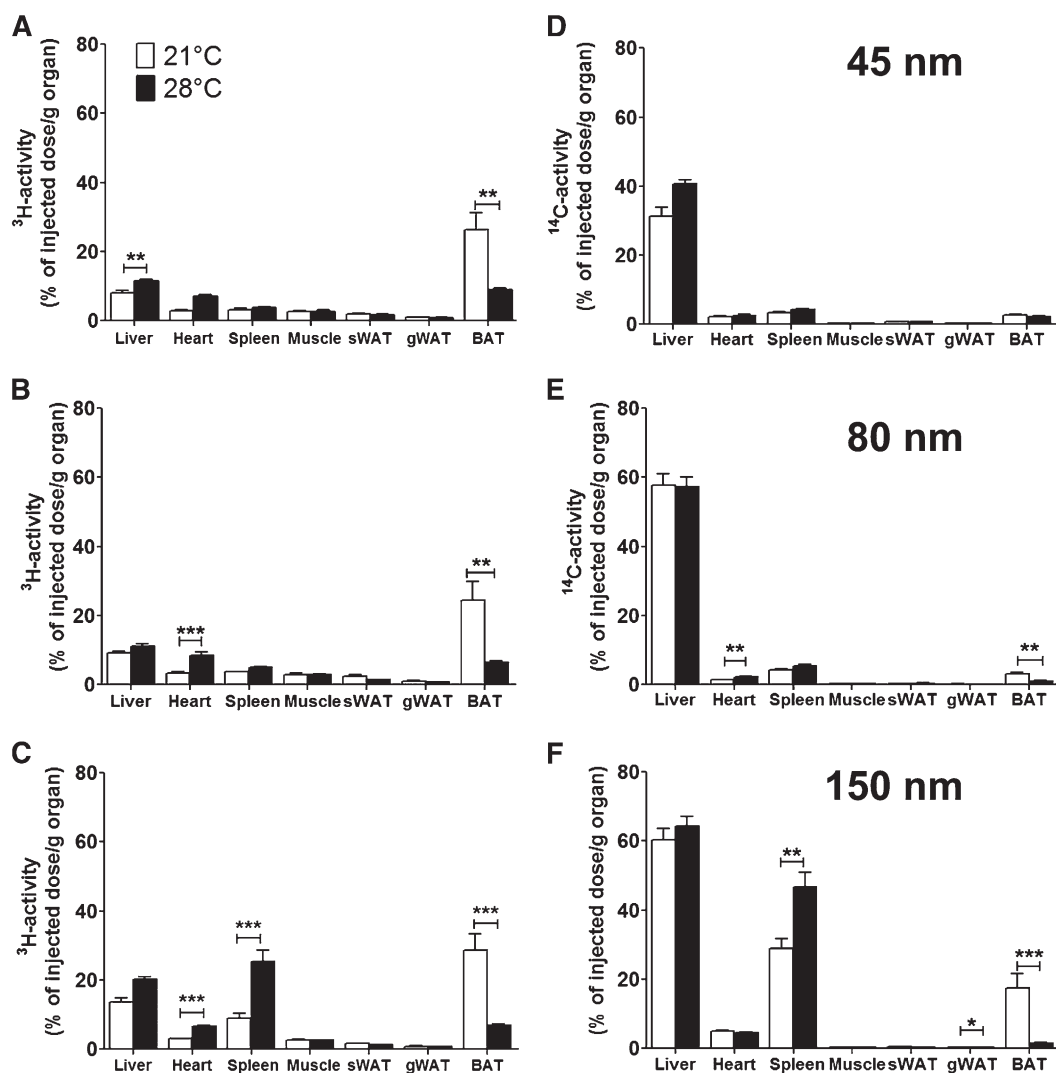 A
³H-activity
(% of injected dose/g organ)
80
60
40
20
0
21°C
28°C
**
**
Liver Heart Spleen Muscle sWAT gWAT BAT
D
¹⁴C-activity
(% of injected dose/g organ)
80
60
40
20
0
45 nm
Liver Heart Spleen Muscle sWAT gWAT BAT
B
³H-activity
(% of injected dose/g organ)
80
60
40
20
0
***
**
Liver Heart Spleen Muscle sWAT gWAT BAT
E
¹⁴C-activity
(% of injected dose/g organ)
80
60
40
20
0
80 nm
**
**
Liver Heart Spleen Muscle sWAT gWAT BAT
C
³H-activity
(% of injected dose/g organ)
80
60
40
20
0
***
***
***
Liver Heart Spleen Muscle sWAT gWAT BAT
F
¹⁴C-activity
(% of injected dose/g organ)
80
60
40
20
0
150 nm
**
*
***
Liver Heart Spleen Muscle sWAT gWAT BAT